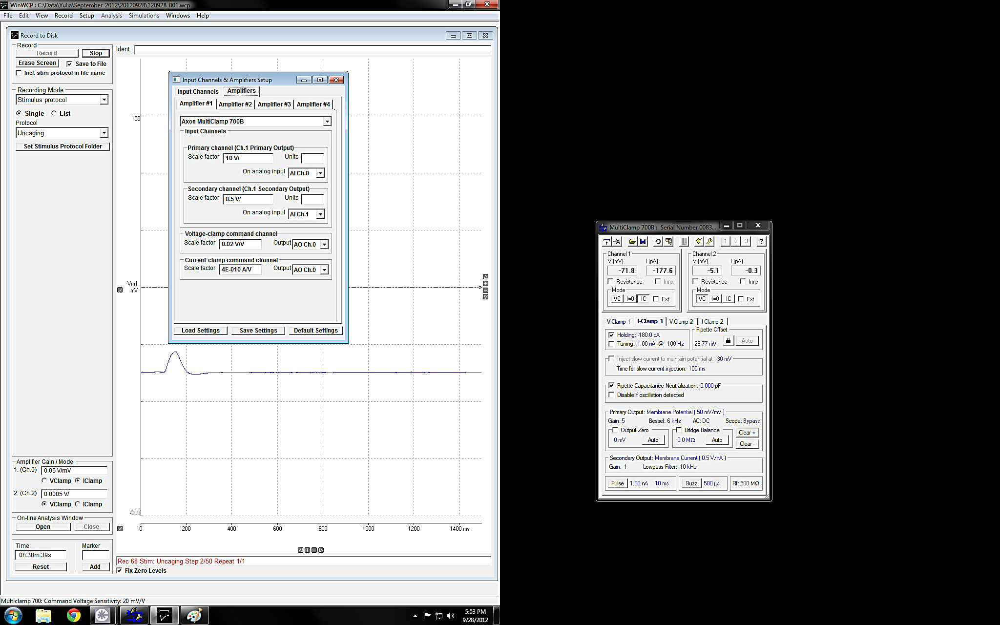 WinWCP : C:\Data\Yulia\September_2012\20120928\120928_001.wcp
File Edit View Record Setup Analysis Simulations Windows Help
Record to Disk
Record
Record Stop
Erase Screen Save to File
Incl. stim protocol in file name
Recording Mode
Stimulus protocol
Single List
Protocol
Uncaging
Set Stimulus Protocol Folder
Amplifier Gain / Mode
1. (Ch.0) 0.05 V/mV
VClamp IClamp
2. (Ch.2) 0.0005 V/
VClamp IClamp
On-line Analysis Window
Open Close
Time Marker
0h:38m:39s
Reset Add
Ident.
150
Vm1
mV
-z-
-200
0 200 400 600 800 1000 1200 1400 ms
Rec 68 Stim: Uncaging Step 2/50 Repeat 1/1
Fix Zero Levels
Multiclamp 700: Command Voltage Sensitivity: 20 mV/V
Input Channels & Amplifiers Setup
Input Channels Amplifiers
Amplifier #1 Amplifier #2 Amplifier #3 Amplifier #4
Axon MultiClamp 700B
Input Channels
Primary channel (Ch.1 Primary Output)
Scale factor 10 V/ Units
On analog input AI Ch.0
Secondary channel (Ch.1 Secondary Output)
Scale factor 0.5 V/ Units
On analog input AI Ch.1
Voltage-clamp command channel
Scale factor 0.02 V/V Output AO Ch.0
Current-clamp command channel
Scale factor 4E-010 A/V Output AO Ch.0
Load Settings Save Settings Default Settings
5:03 PM
9/28/2012
MultiClamp 700B : Serial Number 0083...
1 2 3 ?
Channel 1 Channel 2
V (mV) I (pA) V (mV) I (pA)
-71.8 -177.6 -5.1 -0.3
Resistance Irms Resistance Irms
Mode Mode
VC I=0 IC Ext VC I=0 IC Ext
V-Clamp 1 I-Clamp 1 V-Clamp 2 I-Clamp 2
Holding: -180.0 pA
Tuning: 1.00 nA @ 100 Hz
Pipette Offset
29.77 mV Auto
Inject slow current to maintain potential at: -30 mV
Time for slow current injection: 100 ms
Pipette Capacitance Neutralization: 0.000 pF
Disable if oscillation detected
Primary Output: Membrane Potential ( 50 mV/mV )
Gain: 5 Bessel: 6 kHz AC: DC Scope: Bypass
Output Zero Bridge Balance Clear +
0 mV Auto 0.0 MΩ Auto Clear -
Secondary Output: Membrane Current ( 0.5 V/nA )
Gain: 1 Lowpass Filter: 10 kHz
Pulse 1.00 nA 10 ms Buzz 500 µs Rf: 500 MΩ